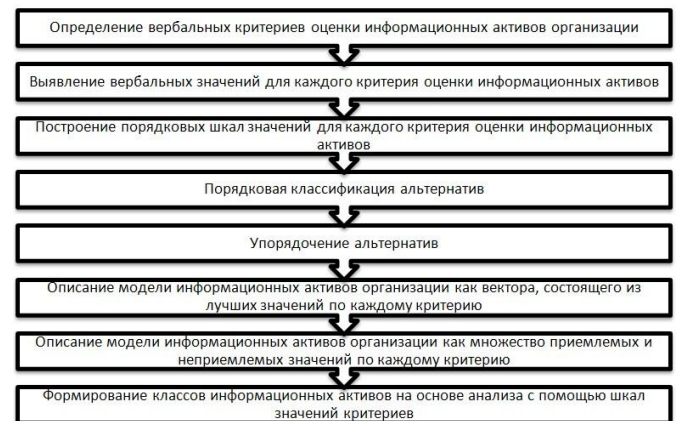 Определение вербальных критериев оценки информационных активов организации
Выявление вербальных значений для каждого критерия оценки информационных активов
Построение порядковых шкал значений для каждого критерия оценки информационных
активов
Порядковая классификация альтернатив
Упорядочение альтернатив
Описание модели информационных активов организации как вектора, состоящего из
лучших значений по каждому критерию
Описание модели информационных активов организации как множество приемлемых и
неприемлемых значений по каждому критерию
Формирование классов информационных активов на основе анализа с помощью шкал
значений критериев